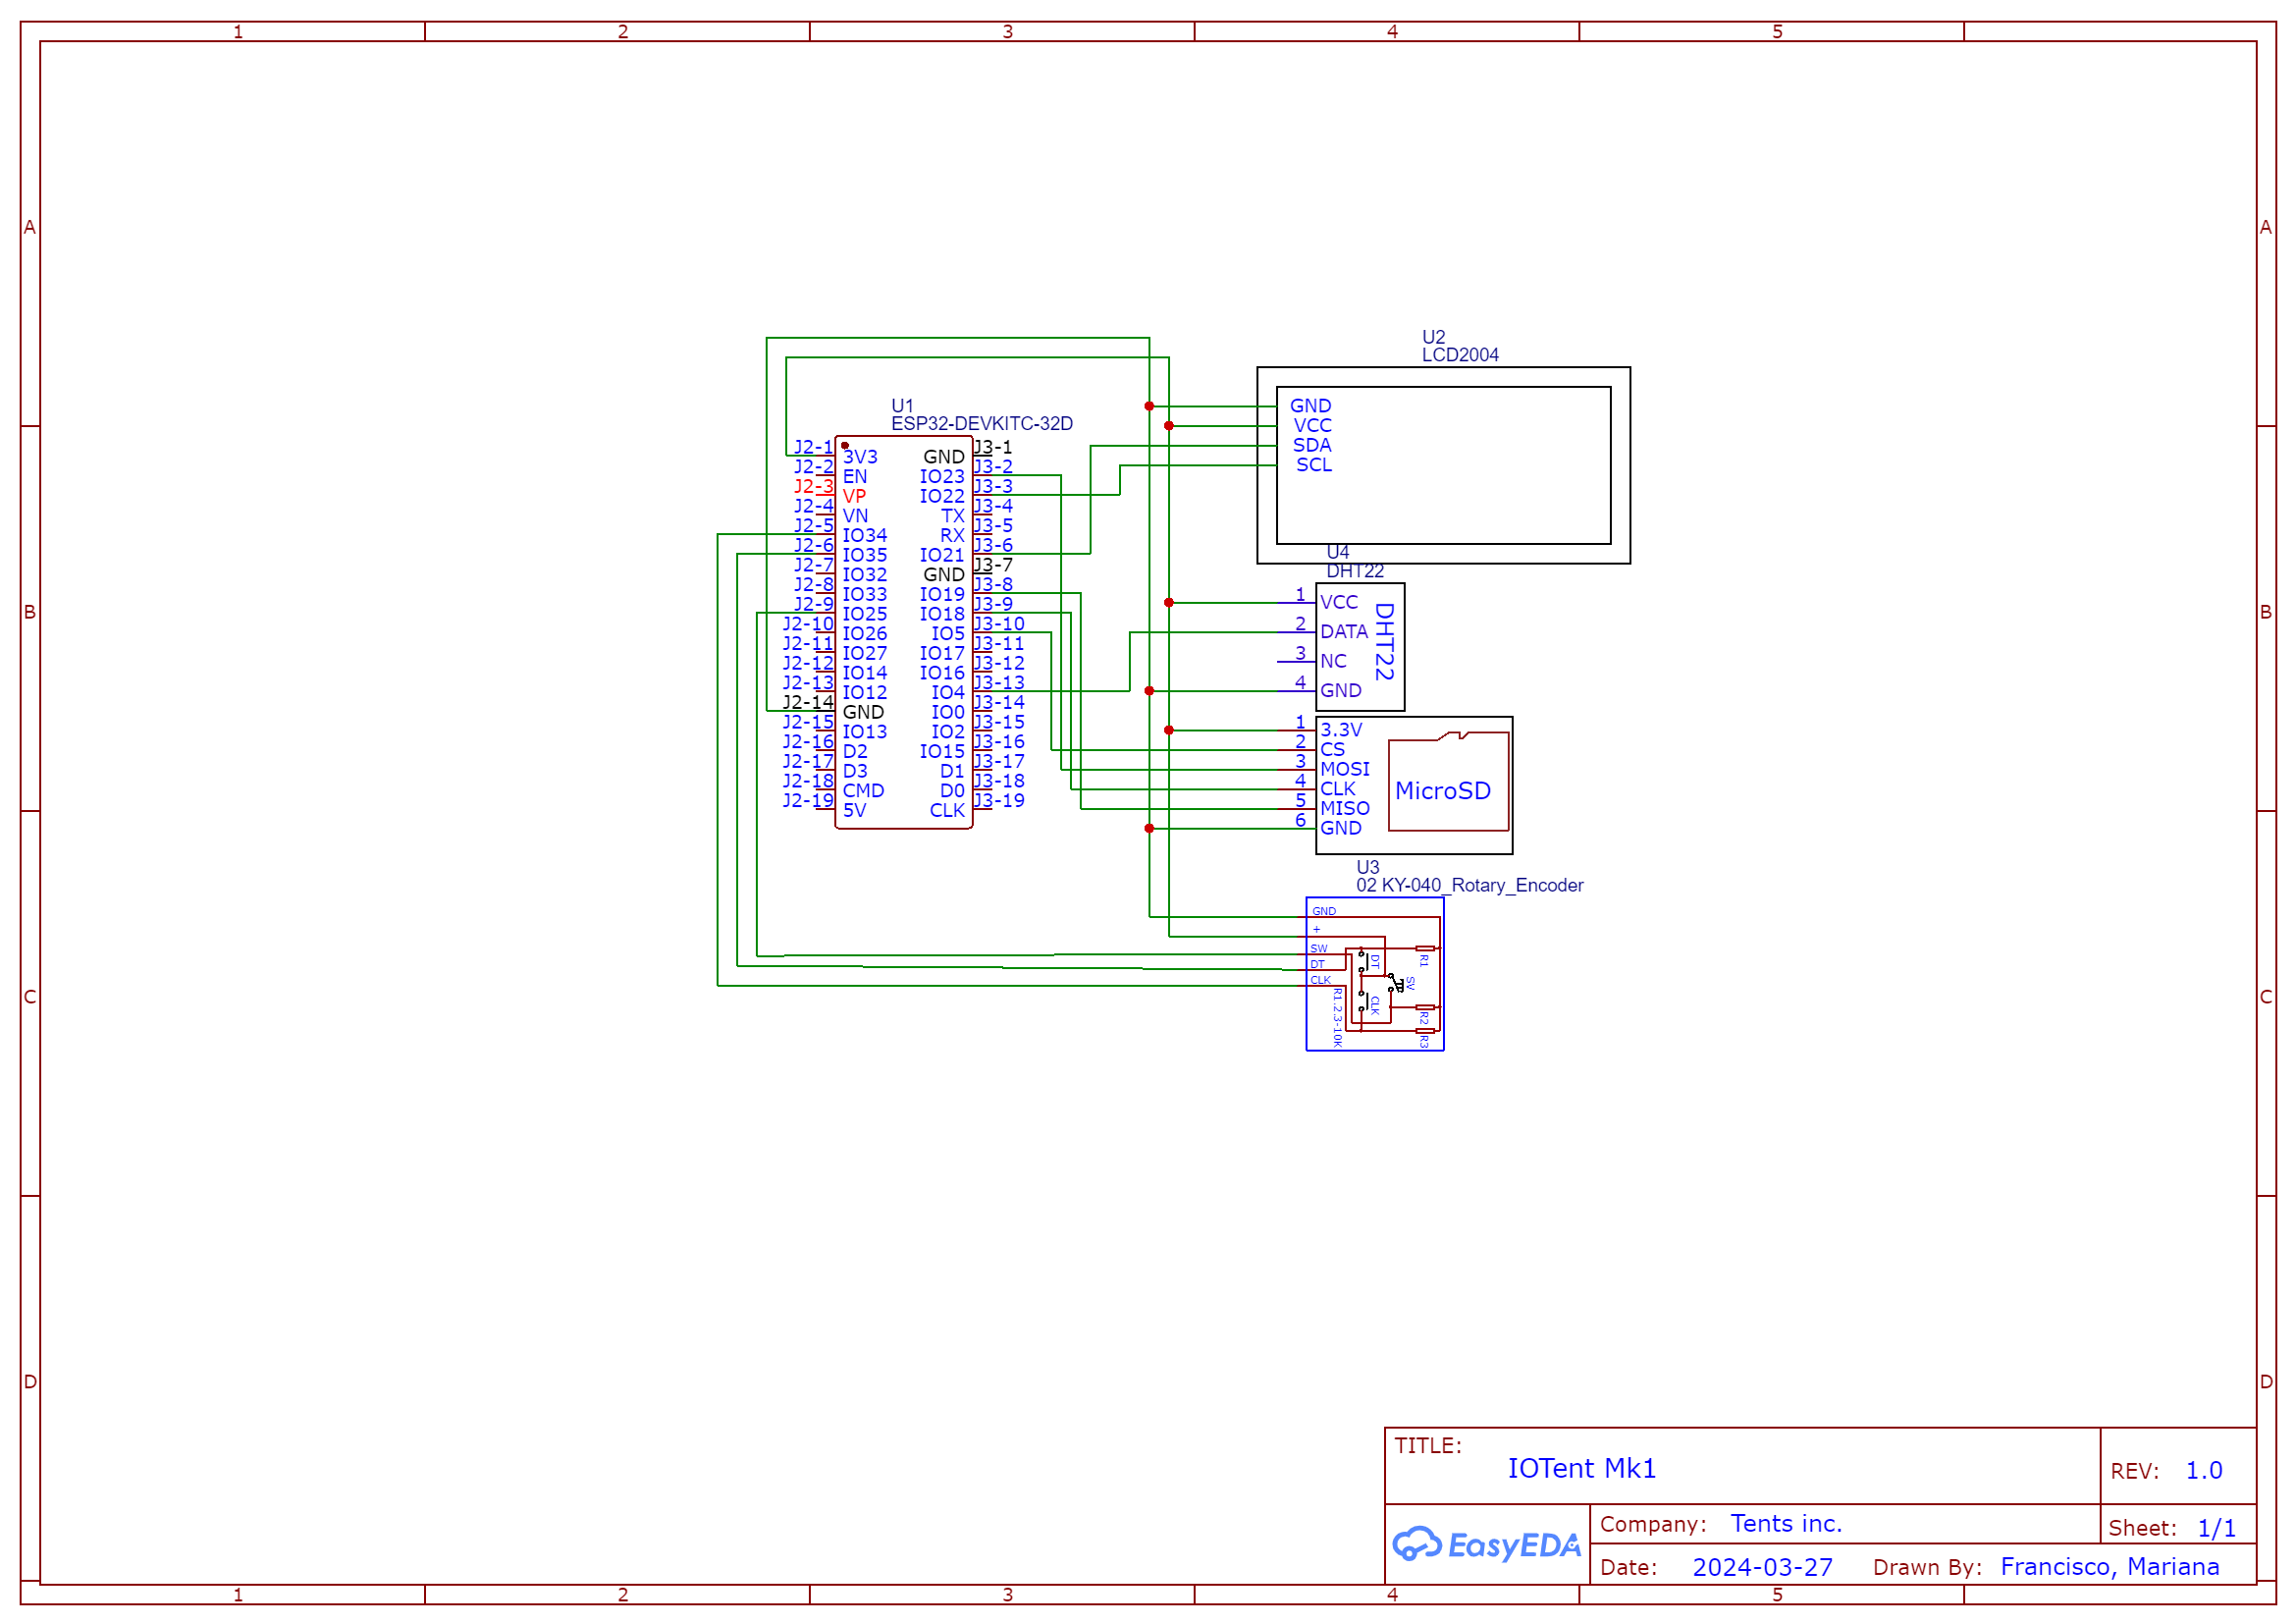 1 2 3 4 5
A A
B B
C C
D D
U1
ESP32-DEVKITC-32D
J2-1 3V3
J2-2 EN
J2-3 VP
J2-4 VN
J2-5 IO34
J2-6 IO35
J2-7 IO32
J2-8 IO33
J2-9 IO25
J2-10 IO26
J2-11 IO27
J2-12 IO14
J2-13 IO12
J2-14 GND
J2-15 IO13
J2-16 D2
J2-17 D3
J2-18 CMD
J2-19 5V
GND J3-1
IO23 J3-2
IO22 J3-3
TX J3-4
RX J3-5
IO21 J3-6
GND J3-7
IO19 J3-8
IO18 J3-9
IO5 J3-10
IO17 J3-11
IO16 J3-12
IO4 J3-13
IO0 J3-14
IO2 J3-15
IO15 J3-16
D1 J3-17
D0 J3-18
CLK J3-19
U2
LCD2004
GND
VCC
SDA
SCL
U4
DHT22
1 VCC
2 DATA
3 NC
4 GND
DHT22
1 3.3V
2 CS
3 MOSI
4 CLK
5 MISO
6 GND
MicroSD
U3
02 KY-040_Rotary_Encoder
GND
+
SW
DT
CLK
DT
CLK
SV
R1
R2
R3
R1.2.3-10K
TITLE:
IOTent Mk1
REV: 1.0
EasyEDA
Company: Tents inc.
Sheet: 1/1
Date: 2024-03-27 Drawn By: Francisco, Mariana
1 2 3 4 5